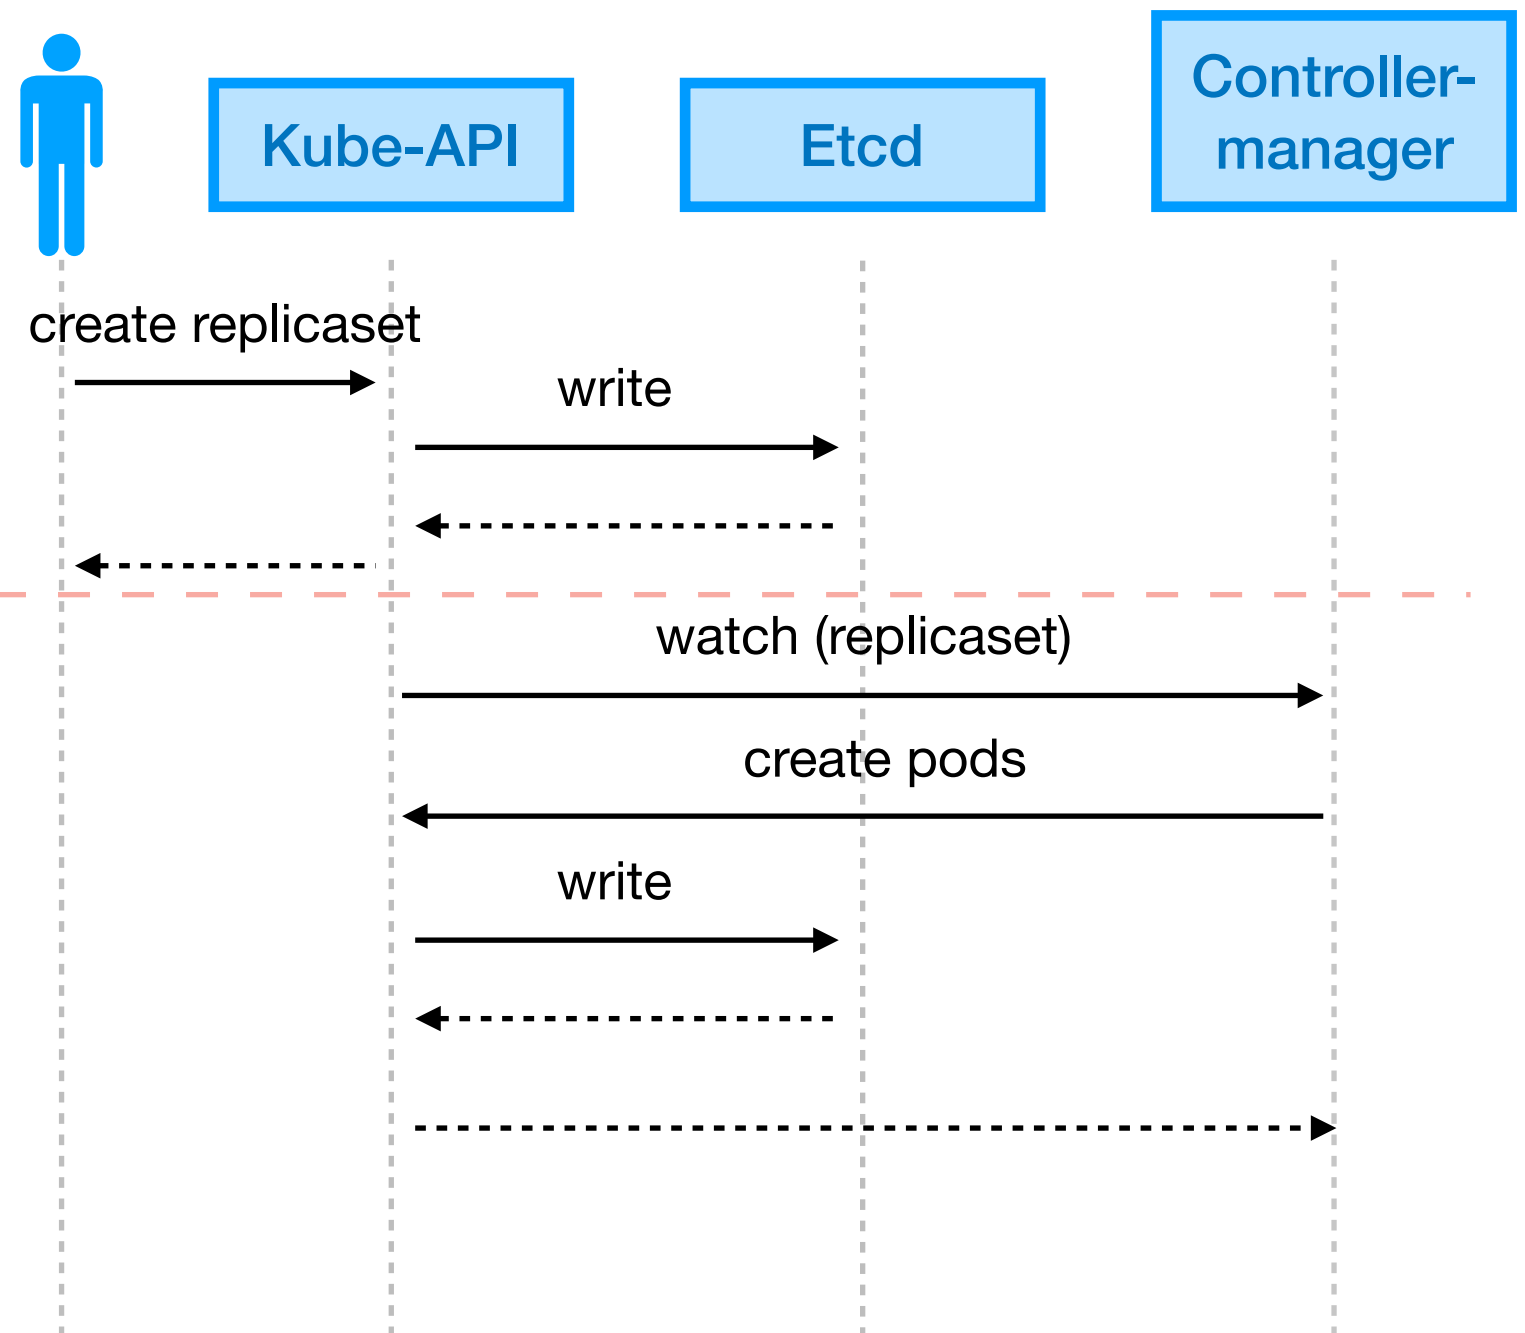 Kube-API
Etcd
Controller-
manager
create replicaset
write
watch (replicaset)
create pods
write